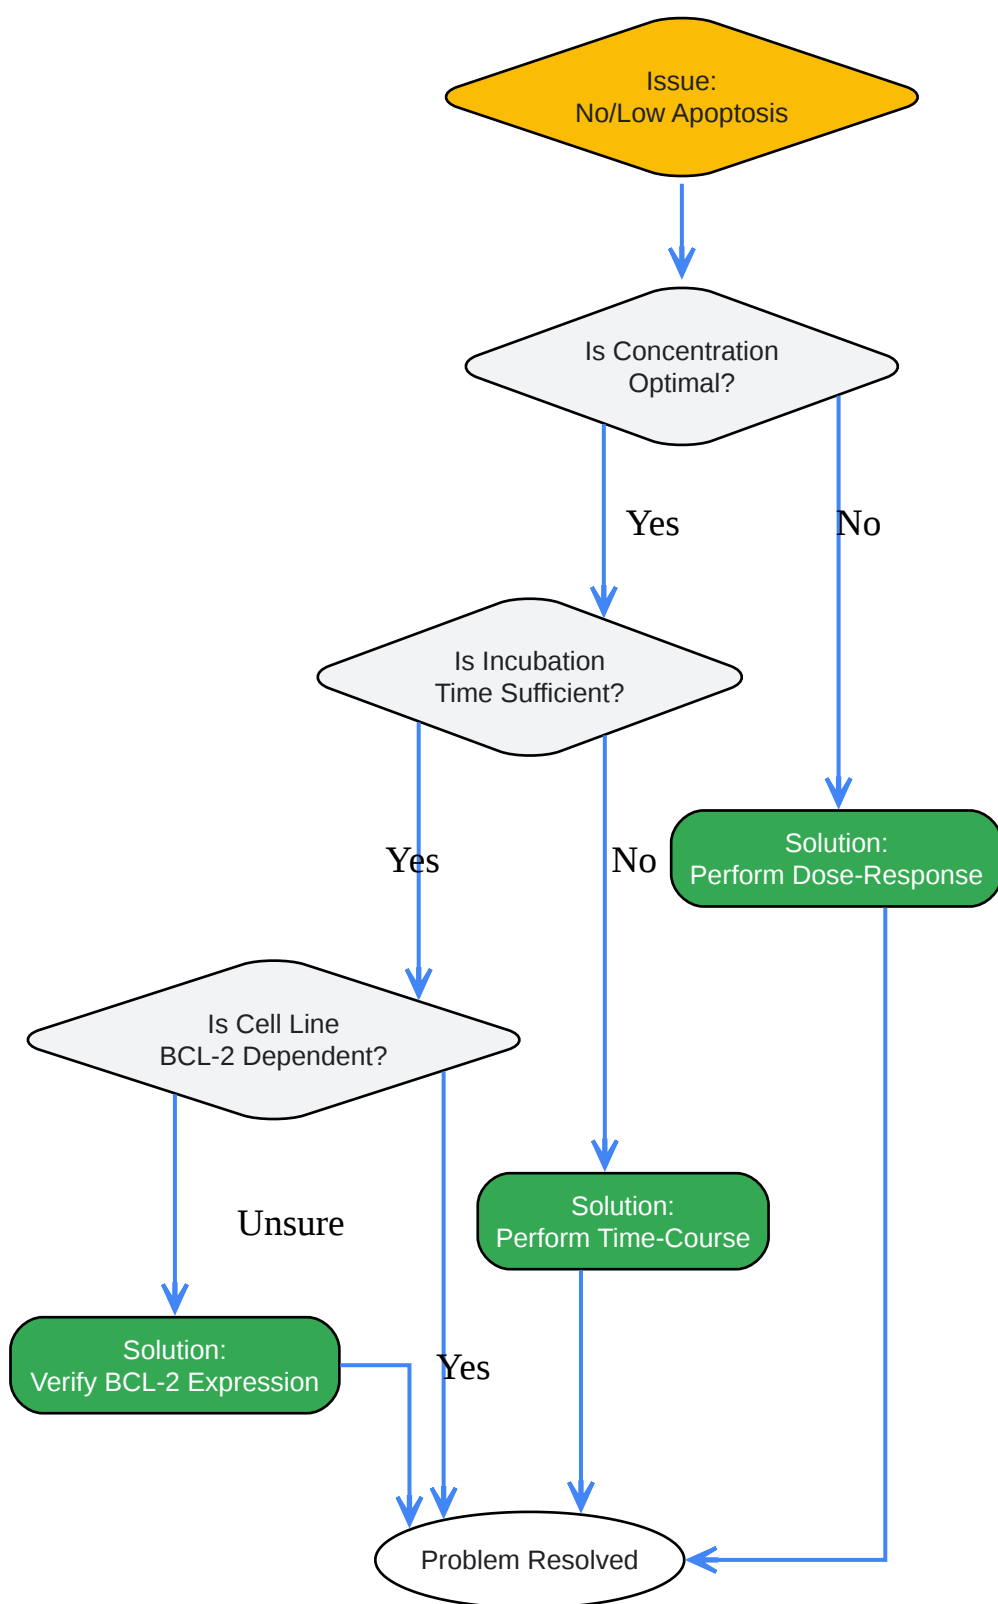 Issue:
No/Low Apoptosis
Is Concentration
Optimal?
Yes
No
Is Incubation
Time Sufficient?
Solution:
Perform Dose-Response
Yes
No
Is Cell Line
BCL-2 Dependent?
Solution:
Perform Time-Course
Unsure
Solution:
Verify BCL-2 Expression
Yes
Problem Resolved